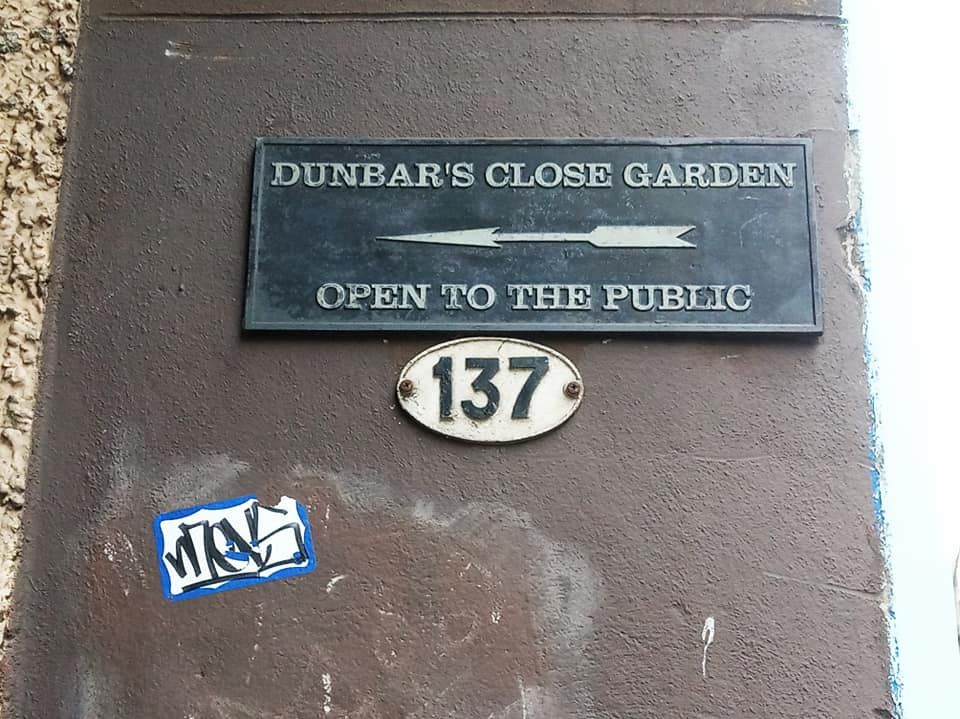 DUNBAR'S CLOSE GARDEN
OPEN TO THE PUBLIC
137